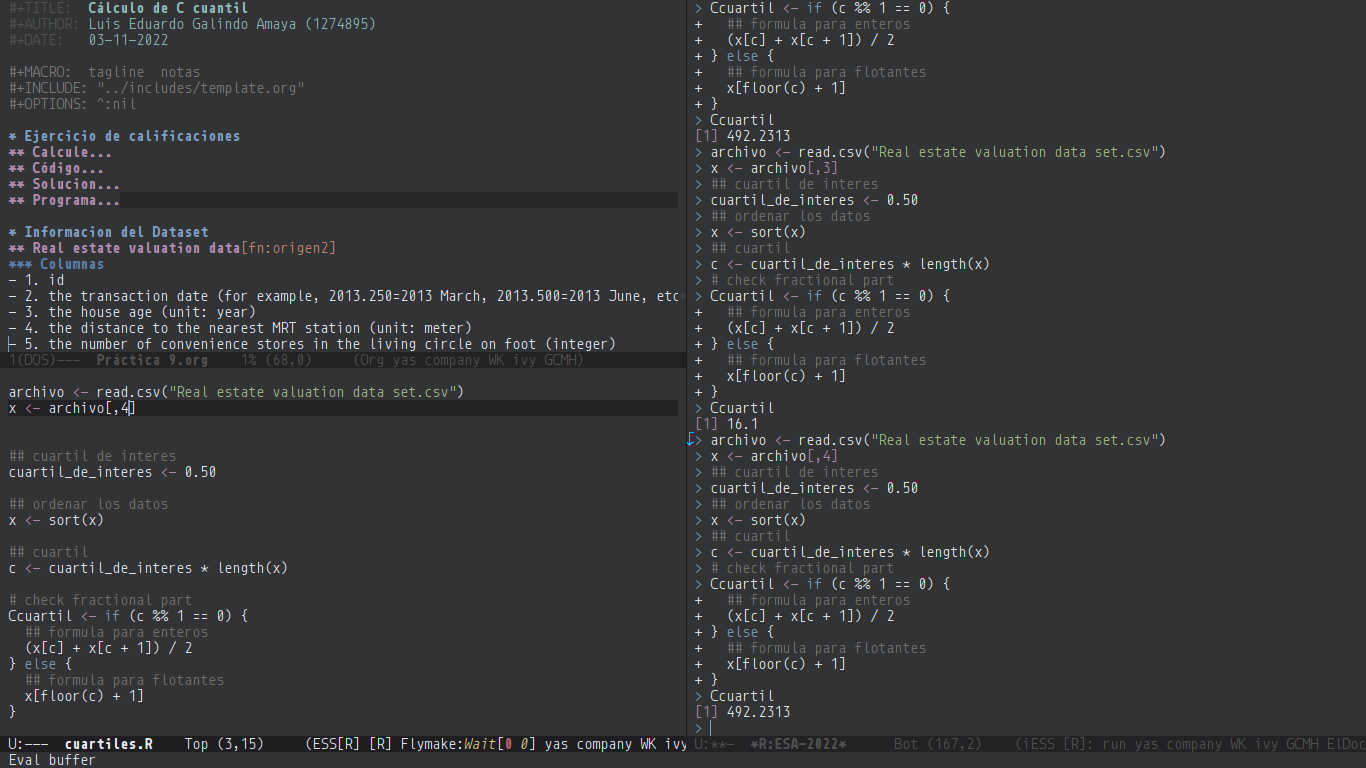 #+TITLE:  Cálculo de C cuantil
#+AUTHOR: Luis Eduardo Galindo Amaya (1274895)
#+DATE:   03-11-2022
#+MACRO:  tagline  notas
#+INCLUDE: "../includes/template.org"
#+OPTIONS: ^:nil
* Ejercicio de calificaciones
** Calcule...
** Código...
** Solucion...
** Programa...
* Informacion del Dataset
** Real estate valuation data[fn:origen2]
*** Columnas
- 1. id
- 2. the transaction date (for example, 2013.250=2013 March, 2013.500=2013 June, etc
- 3. the house age (unit: year)
- 4. the distance to the nearest MRT station (unit: meter)
- 5. the number of convenience stores in the living circle on foot (integer)
1(DOS)---  Práctica 9.org    1% (68,0)     (Org yas company WK ivy GCMH)
archivo <- read.csv("Real estate valuation data set.csv")
x <- archivo[,4]
## cuartil de interes
cuartil_de_interes <- 0.50
## ordenar los datos
x <- sort(x)
## cuartil
c <- cuartil_de_interes * length(x)
# check fractional part
Ccuartil <- if (c %% 1 == 0) {
  ## formula para enteros
  (x[c] + x[c + 1]) / 2
} else {
  ## formula para flotantes
  x[floor(c) + 1]
}
U:---  cuartiles.R    Top (3,15)     (ESS[R] [R] Flymake:Wait[0 0] yas company WK ivy
Eval buffer
> Ccuartil <- if (c %% 1 == 0) {
+   ## formula para enteros
+   (x[c] + x[c + 1]) / 2
+ } else {
+   ## formula para flotantes
+   x[floor(c) + 1]
+ }
> Ccuartil
[1] 492.2313
> archivo <- read.csv("Real estate valuation data set.csv")
> x <- archivo[,3]
> ## cuartil de interes
> cuartil_de_interes <- 0.50
> ## ordenar los datos
> x <- sort(x)
> ## cuartil
> c <- cuartil_de_interes * length(x)
> # check fractional part
> Ccuartil <- if (c %% 1 == 0) {
+   ## formula para enteros
+   (x[c] + x[c + 1]) / 2
+ } else {
+   ## formula para flotantes
+   x[floor(c) + 1]
+ }
> Ccuartil
[1] 16.1
> archivo <- read.csv("Real estate valuation data set.csv")
> x <- archivo[,4]
> ## cuartil de interes
> cuartil_de_interes <- 0.50
> ## ordenar los datos
> x <- sort(x)
> ## cuartil
> c <- cuartil_de_interes * length(x)
> # check fractional part
> Ccuartil <- if (c %% 1 == 0) {
+   ## formula para enteros
+   (x[c] + x[c + 1]) / 2
+ } else {
+   ## formula para flotantes
+   x[floor(c) + 1]
+ }
> Ccuartil
[1] 492.2313
>
U:**-  *R:ESA-2022*      Bot (167,2)    (iESS [R]: run yas company WK ivy GCMH ElDoc